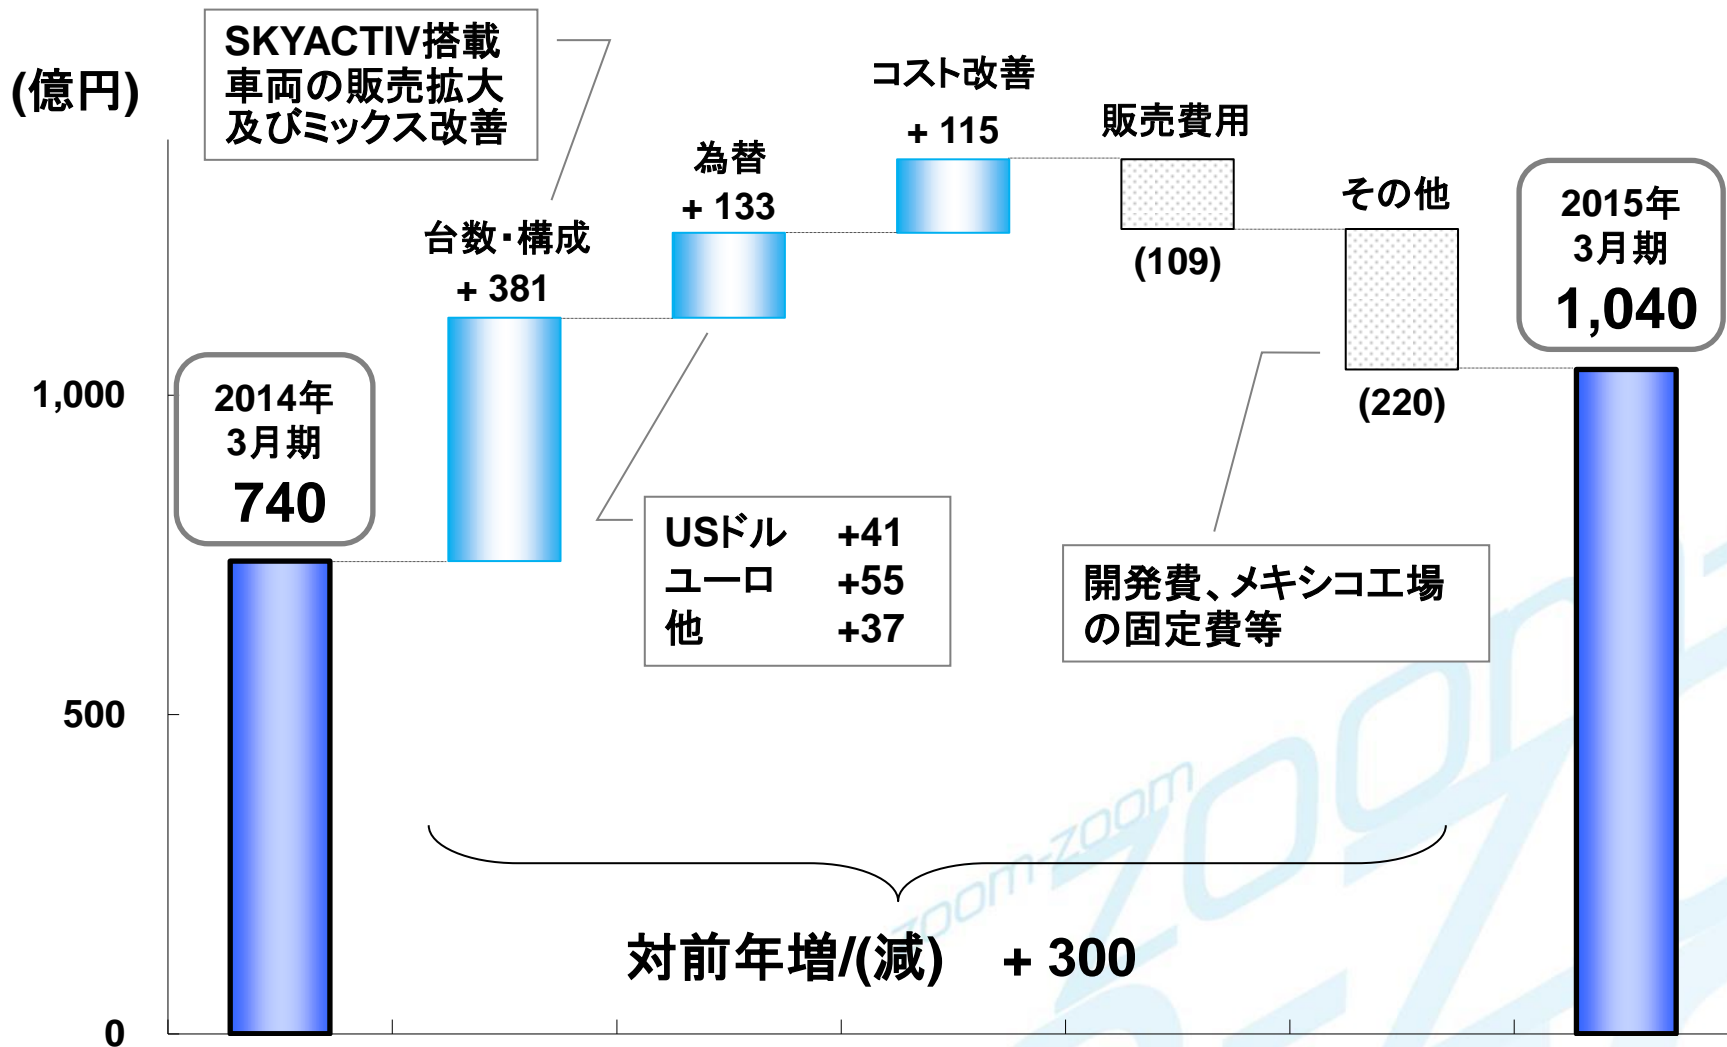 (億円)
SKYACTIV搭載
車両の販売拡大
及びミックス改善
コスト改善
+ 115
販売費用
為替
+ 133
その他
台数・構成
+ 381
(109)
2015年
3月期
1,040
1,000
2014年
3月期
740
(220)
USドル +41
ユーロ +55
他 +37
開発費、メキシコ工場
の固定費等
500
zoom-zoom
対前年増/(減) + 300
0